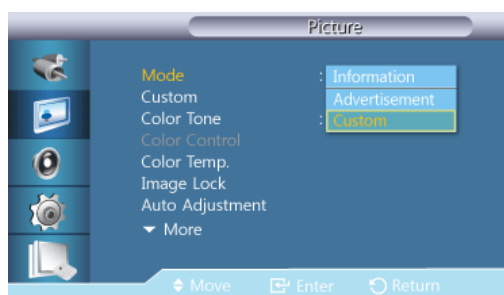 Picture
Mode : Information
Custom Advertisement
Color Tone : Custom
Color Control
Color Temp.
Image Lock
Auto Adjustment
More
Move Enter Return